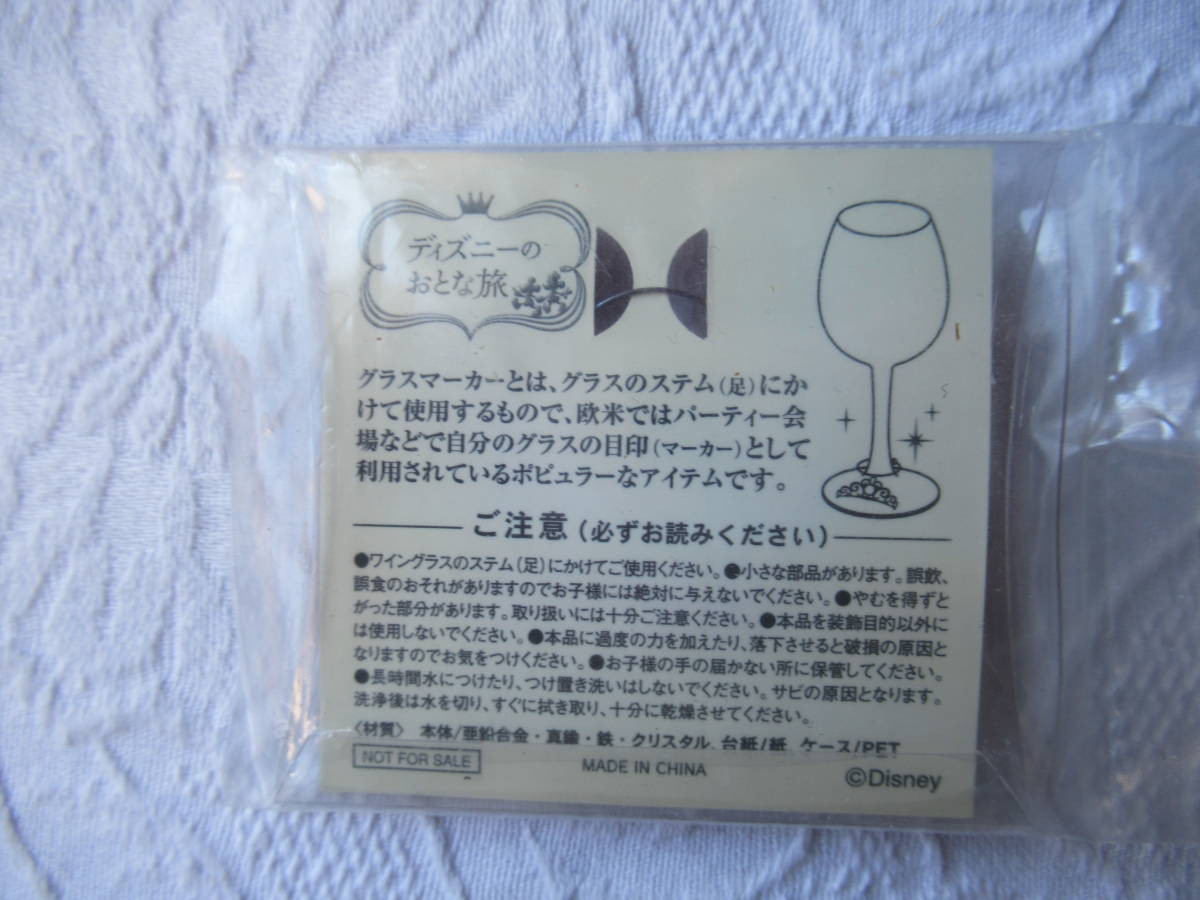 ディズニーの
おとな旅
グラスマーカーとは、グラスのステム(足)にか
けて使用するもので、欧米ではパーティー会
場などで自分のグラスの目印(マーカー)として
利用されているポピュラーなアイテムです。
ご注意(必ずお読みください)
●ワイングラスのステム(足)にかけてご使用ください。●小さな部品があります。誤飲、
誤食のおそれがありますのでお子様には絶対に与えないでください。●やむを得ずと
がった部分があります。取り扱いには十分ご注意ください。●本品を装飾目的以外に
は使用しないでください。●本品に過度の力を加えたり、落下させると破損の原因と
なりますのでお気をつけください。●お子様の手の届かない所に保管してください。
●長時間水につけたり、つけ置き洗いはしないでください。サビの原因となります。
洗浄後は水を切り、すぐに拭き取り、十分に乾燥させてください。
〈材質〉 本体/亜鉛合金・真鍮・鉄・クリスタル、台紙/紙、ケース/PET
NOT FOR SALE
MADE IN CHINA
©Disney